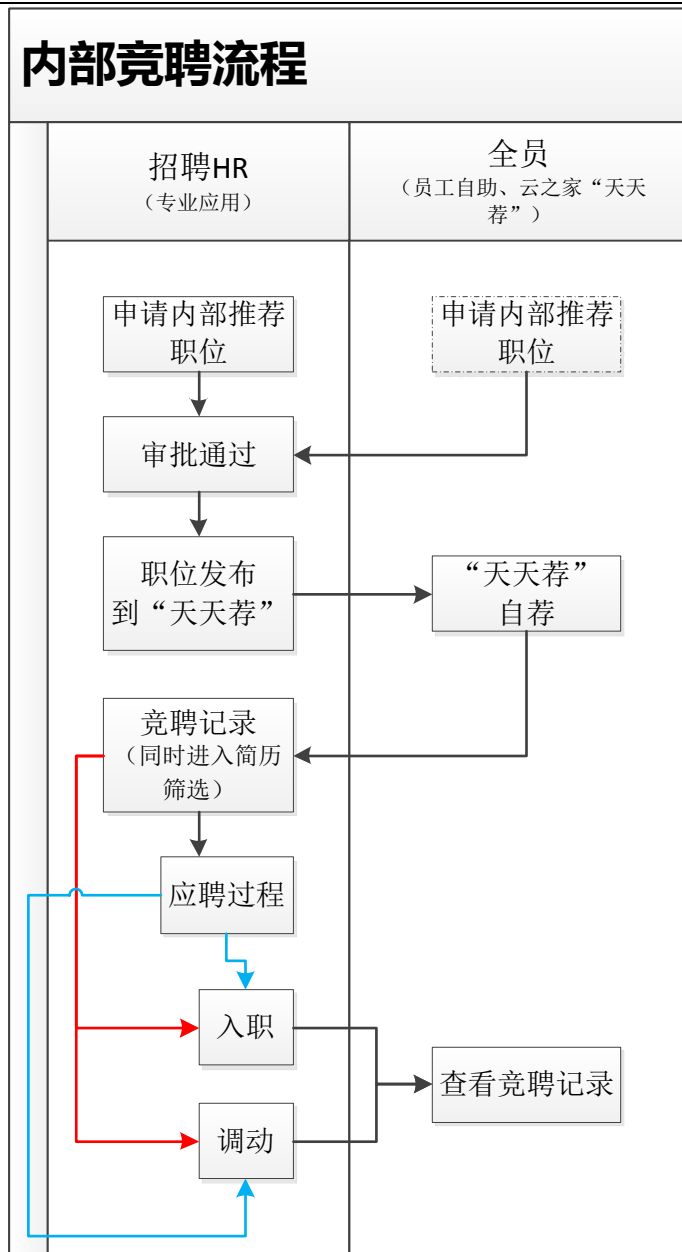 内部竞聘流程
招聘HR
（专业应用）
全员
（员工自助、云之家“天天
荐”）
申请内部推荐
职位
申请内部推荐
职位
审批通过
职位发布
到“天天荐”
“天天荐”
自荐
竞聘记录
（同时进入简历
筛选）
应聘过程
入职
查看竞聘记录
调动